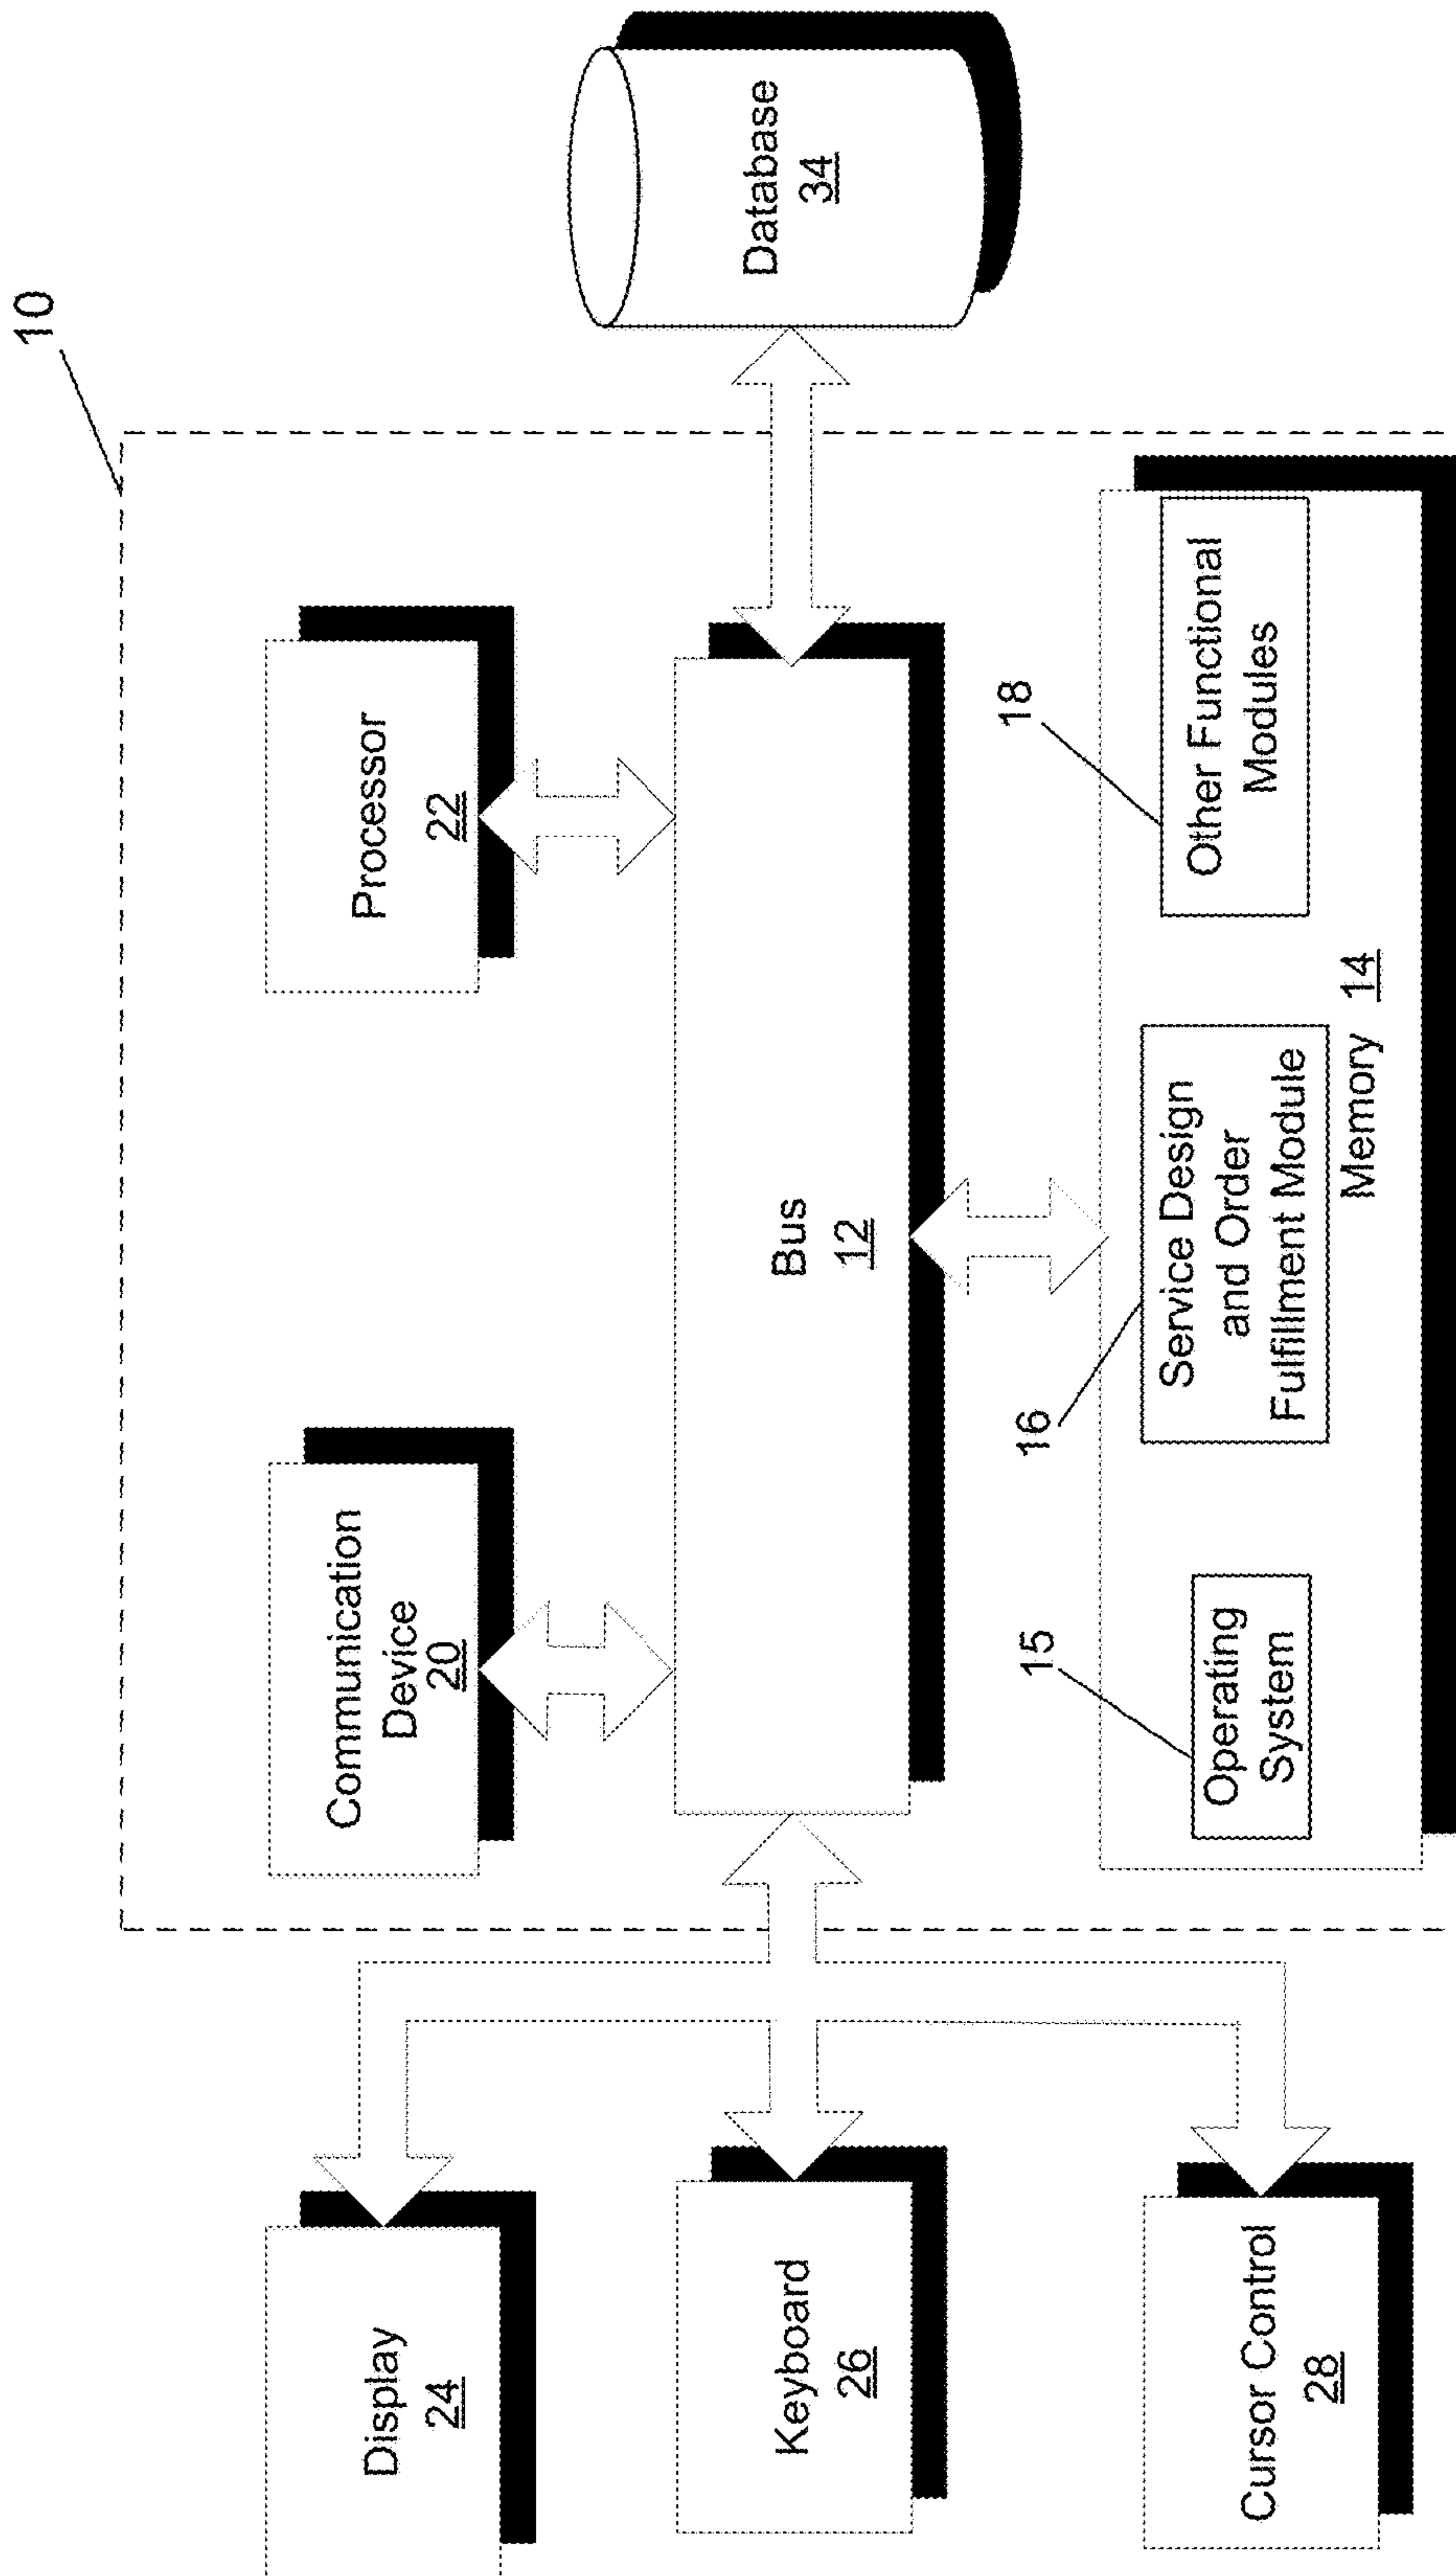 10
Display
24
Communication
Device
20
Processor
22
Keyboard
26
Bus
12
Database
34
Cursor Control
28
15
16
18
Operating
System
Service Design
and Order
Fulfillment Module
Other Functional
Modules
Memory 14